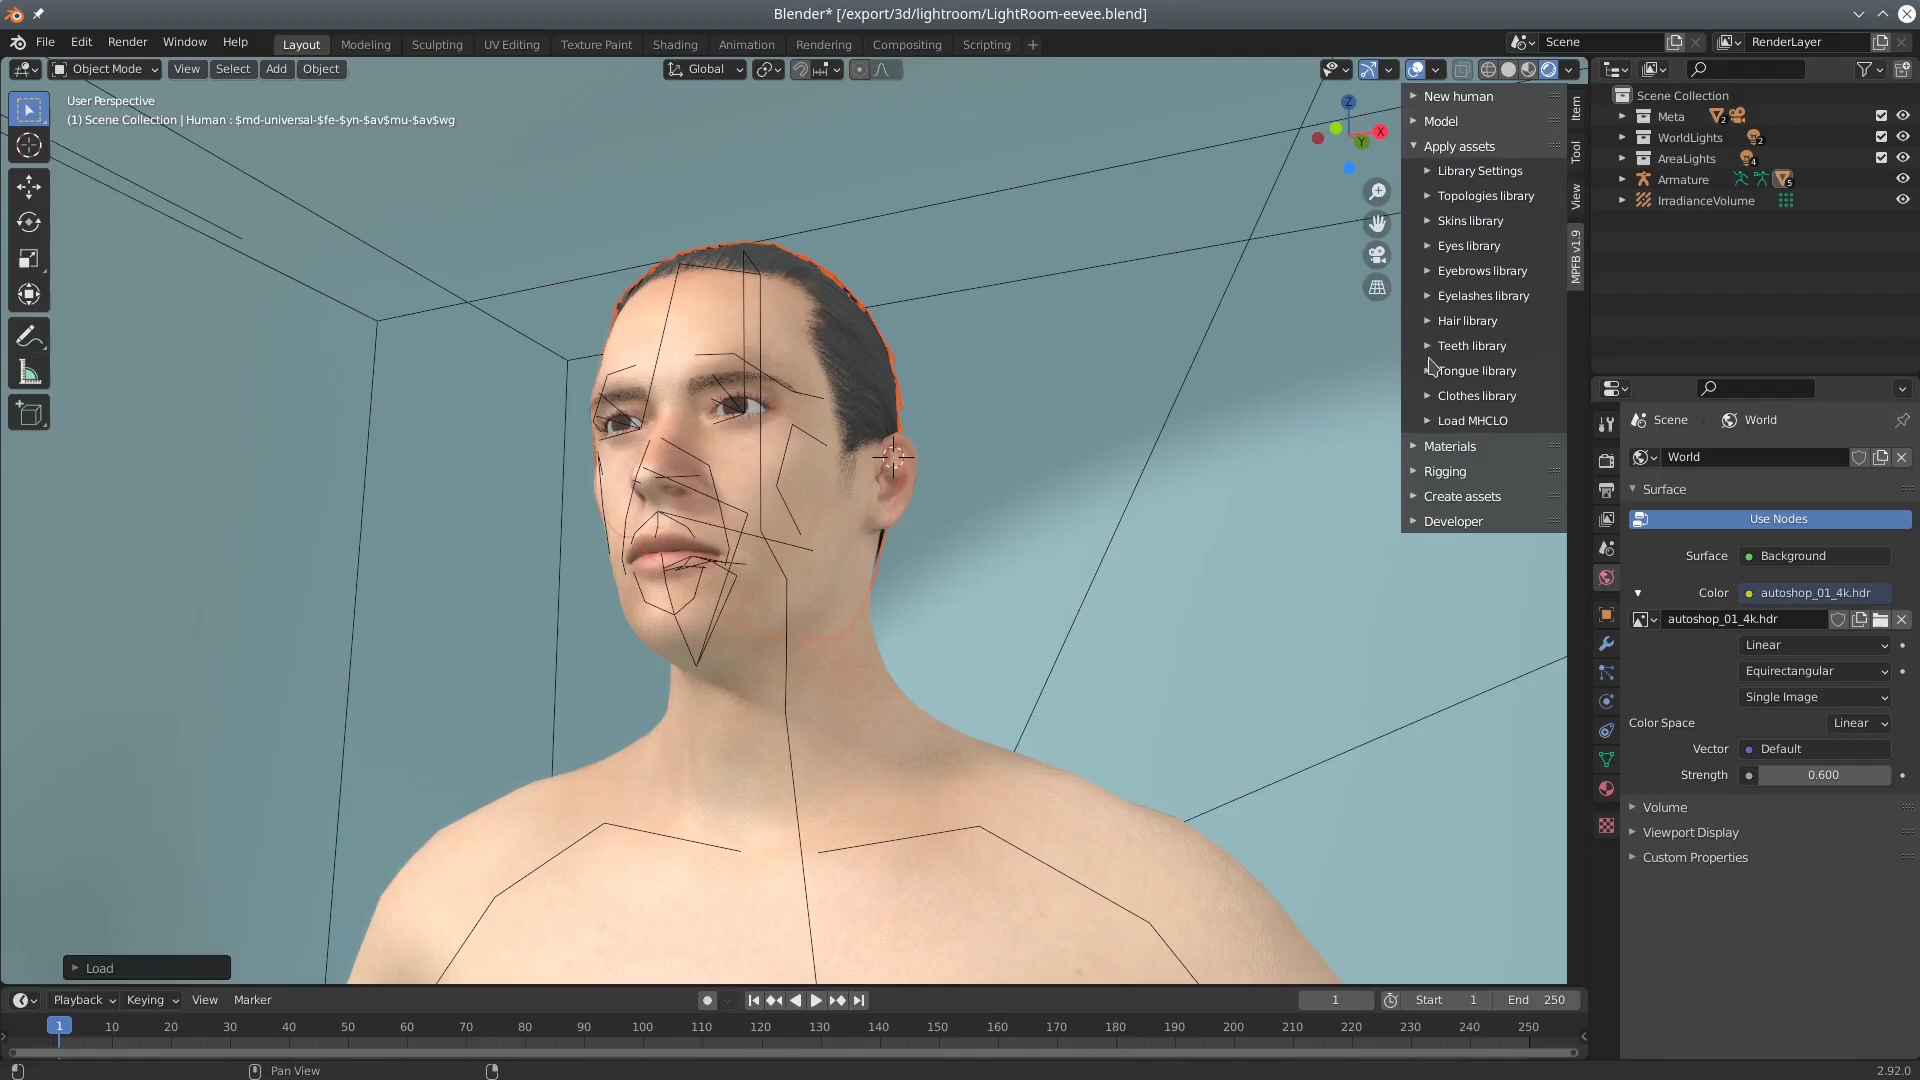 Blender* [/export/3d/lightroom/LightRoom-eevee.blend]
File Edit Render Window Help Layout Modeling Sculpting UV Editing Texture Paint Shading Animation Rendering Compositing Scripting + Scene RenderLayer
Object Mode View Select Add Object Global
User Perspective
(1) Scene Collection | Human : $md-universal-$fe-$yn-$av$mu-$av$wg
Z
X
Y
New human
Model
Apply assets
Library Settings
Topologies library
Skins library
Eyes library
Eyebrows library
Eyelashes library
Hair library
Teeth library
Tongue library
Clothes library
Load MHCLO
Materials
Rigging
Create assets
Developer
Item
Tool
View
MPFB v1.9
Scene Collection
Meta 2
WorldLights 2
AreaLights 4
Armature 5
IrradianceVolume
Scene World
World
Surface
Use Nodes
Surface Background
Color autoshop_01_4k.hdr
autoshop_01_4k.hdr
Linear
Equirectangular
Single Image
Color Space Linear
Vector Default
Strength 0.600
Volume
Viewport Display
Custom Properties
Load
Playback Keying View Marker 1 Start 1 End 250
1 10 20 30 40 50 60 70 80 90 100 110 120 130 140 150 160 170 180 190 200 210 220 230 240 250
Pan View 2.92.0